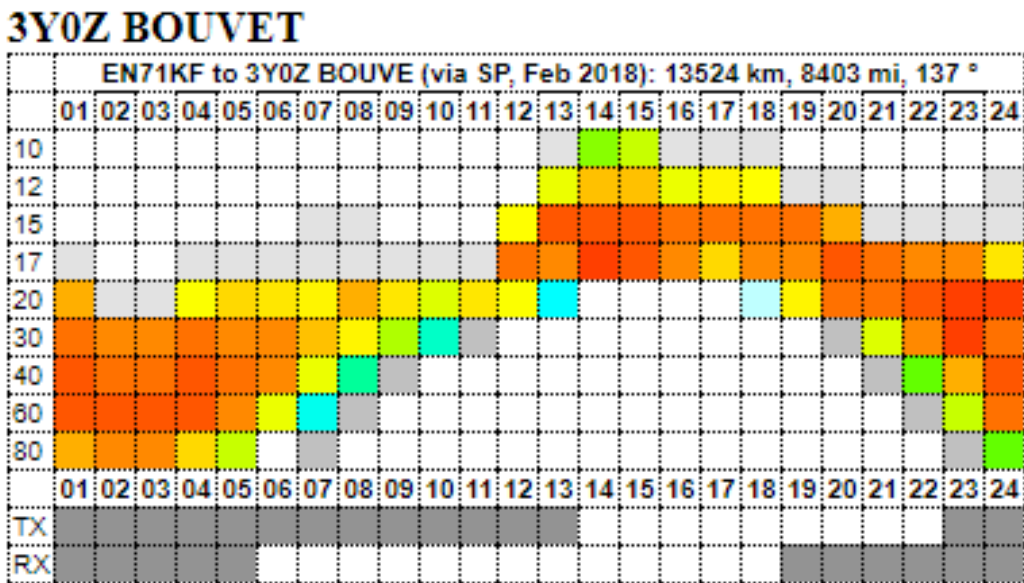 3Y0Z BOUVET
EN71KF to 3Y0Z BOUVE (via SP, Feb 2018): 13524 km, 8403 mi, 137 °
01 02 03 04 05 06 07 08 09 10 11 12 13 14 15 16 17 18 19 20 21 22 23 24
10
12
15
17
20
30
40
60
80
01 02 03 04 05 06 07 08 09 10 11 12 13 14 15 16 17 18 19 20 21 22 23 24
TX
RX